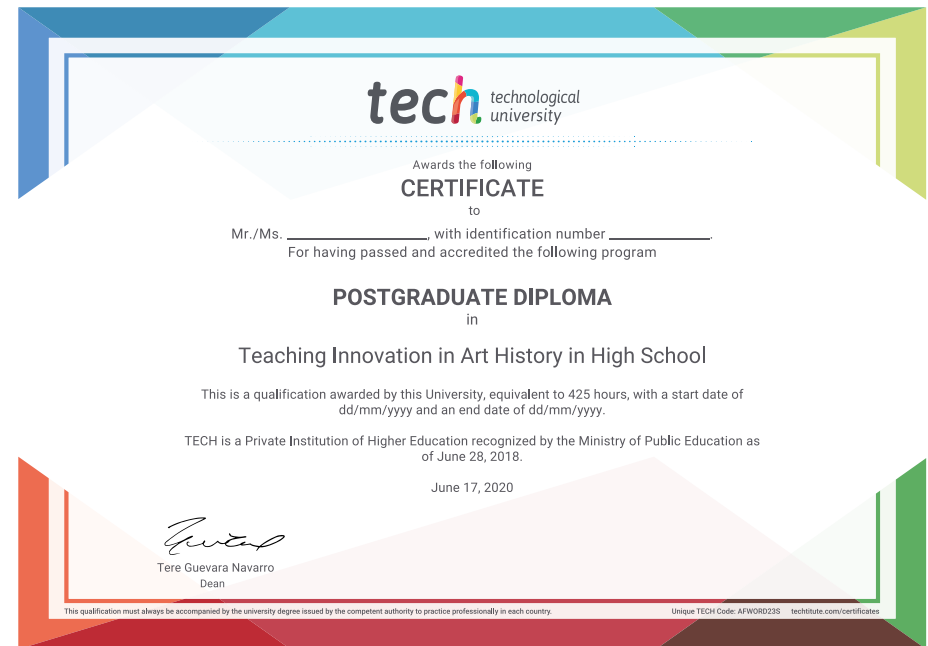 tech technological
university
Awards the following
CERTIFICATE
to
Mr./Ms. ____________________, with identification number ______________.
For having passed and accredited the following program
POSTGRADUATE DIPLOMA
in
Teaching Innovation in Art History in High School
This is a qualification awarded by this University, equivalent to 425 hours, with a start date of
dd/mm/yyyy and an end date of dd/mm/yyyy.
TECH is a Private Institution of Higher Education recognized by the Ministry of Public Education as
of June 28, 2018.
June 17, 2020
Tere Guevara Navarro
Dean
This qualification must always be accompanied by the university degree issued by the competent authority to practice professionally in each country.
Unique TECH Code: AFWORD23S techtitute.com/certificates